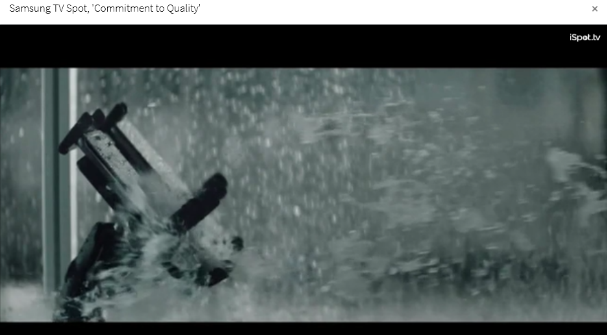 Samsung TV Spot, 'Commitment to Quality'
×
iSpot.tv